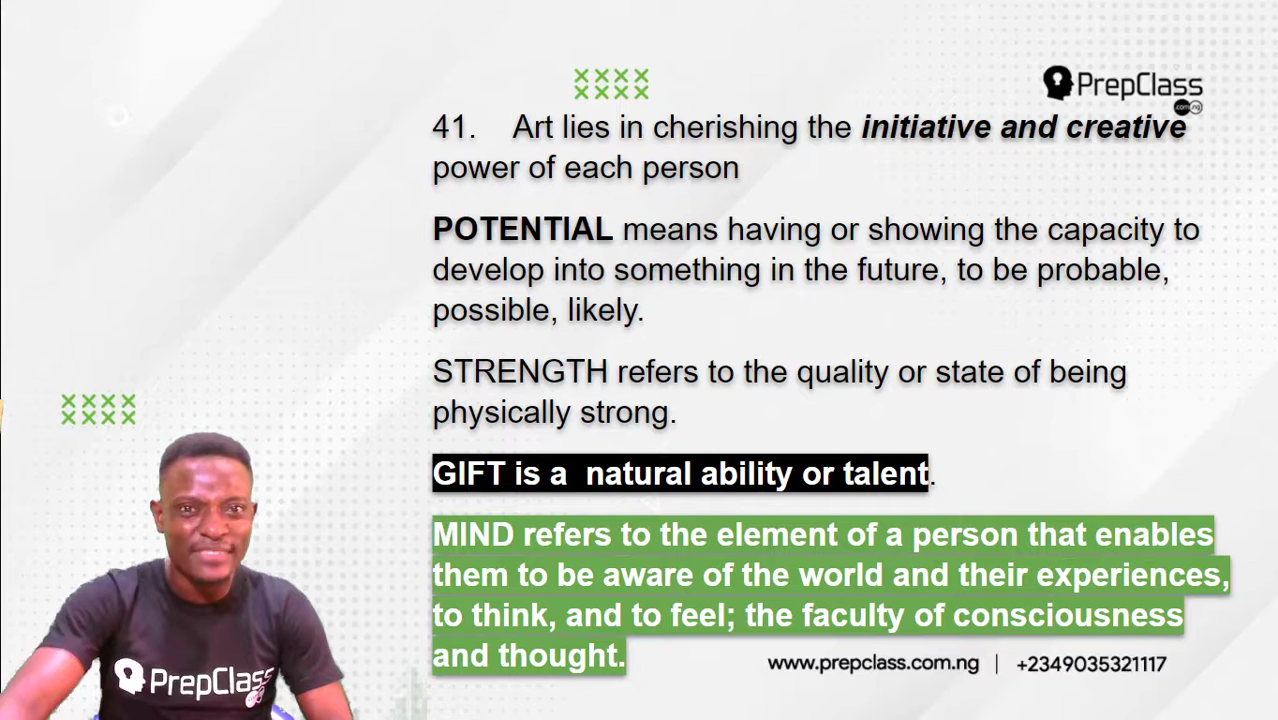 PrepClass
.com.ng
41. Art lies in cherishing the initiative and creative
power of each person
POTENTIAL means having or showing the capacity to
develop into something in the future, to be probable,
possible, likely.
STRENGTH refers to the quality or state of being
physically strong.
GIFT is a natural ability or talent.
MIND refers to the element of a person that enables
them to be aware of the world and their experiences,
to think, and to feel; the faculty of consciousness
and thought.
www.prepclass.com.ng | +2349035321117
PrepClass